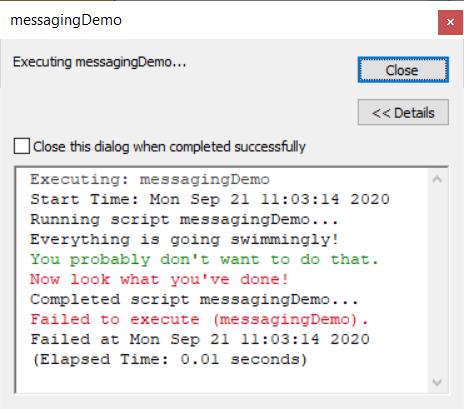 messagingDemo
Executing messagingDemo...
Close
<< Details
Close this dialog when completed successfully
Executing: messagingDemo
Start Time: Mon Sep 21 11:03:14 2020
Running script messagingDemo...
Everything is going swimmingly!
You probably don't want to do that.
Now look what you've done!
Completed script messagingDemo...
Failed to execute (messagingDemo).
Failed at Mon Sep 21 11:03:14 2020
(Elapsed Time: 0.01 seconds)